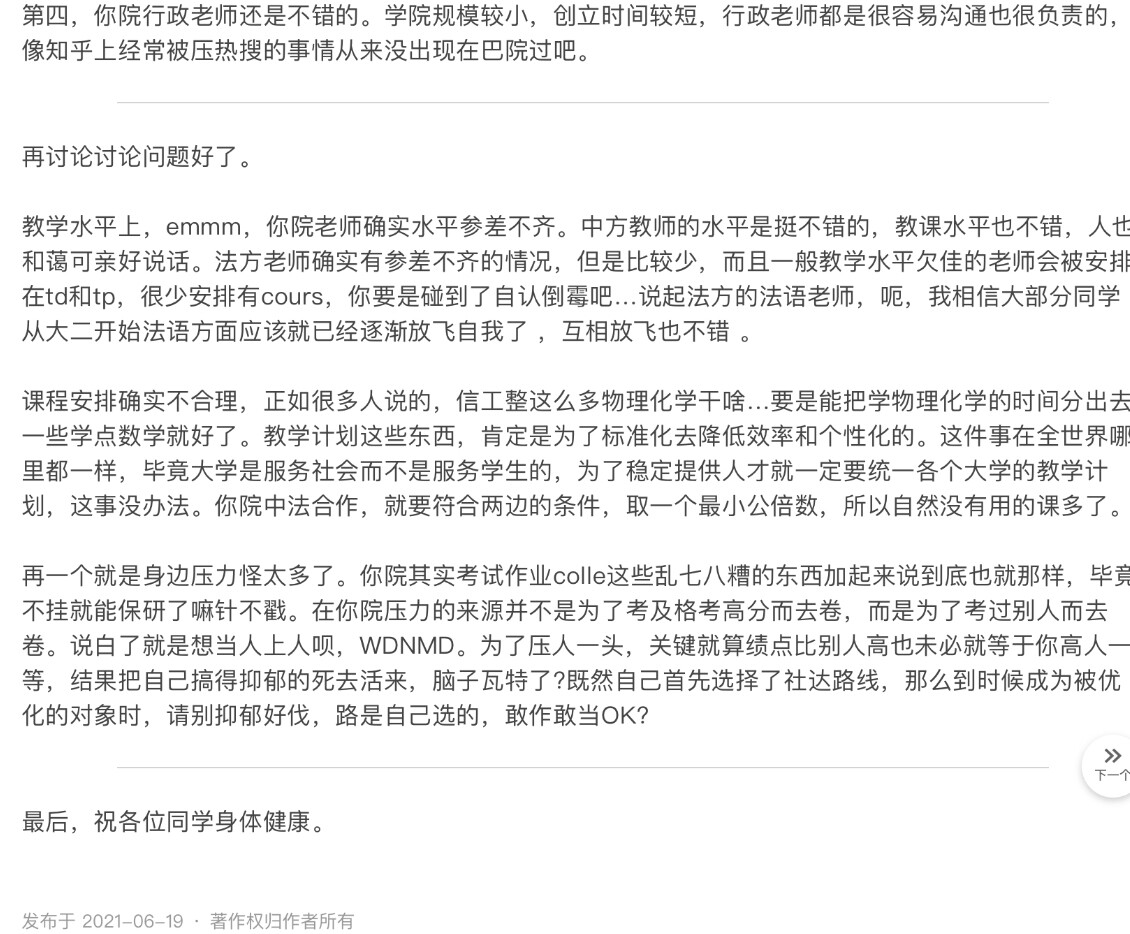 第四，你院行政老师还是不错的。学院规模较小，创立时间较短，行政老师都是很容易沟通也很负责的，
像知乎上经常被压热搜的事情从来没出现在巴院过吧。
再讨论讨论问题好了。
教学水平上，emmm，你院老师确实水平参差不齐。中方教师的水平是挺不错的，教课水平也不错，人也
和蔼可亲好说话。法方老师确实有参差不齐的情况，但是比较少，而且一般教学水平欠佳的老师会被安排
在td和tp，很少安排有cours，你要是碰到了自认倒霉吧...说起法方的法语老师，呃，我相信大部分同学
从大二开始法语方面应该就已经逐渐放飞自我了 ，互相放飞也不错 。
课程安排确实不合理，正如很多人说的，信工整这么多物理化学干啥...要是能把学物理化学的时间分出去
一些学点数学就好了。教学计划这些东西，肯定是为了标准化去降低效率和个性化的。这件事在全世界哪
里都一样，毕竟大学是服务社会而不是服务学生的，为了稳定提供人才就一定要统一各个大学的教学计
划，这事没办法。你院中法合作，就要符合两边的条件，取一个最小公倍数，所以自然没有用的课多了。
再一个就是身边压力怪太多了。你院其实考试作业colle这些乱七八糟的东西加起来说到底也就那样，毕竟
不挂就能保研了嘛针不戳。在你院压力的来源并不是为了考及格考高分而去卷，而是为了考过别人而去
卷。说白了就是想当人上人呗，WDNMD。为了压人一头，关键就算绩点比别人高也未必就等于你高人一
等，结果把自己搞得抑郁的死去活来，脑子瓦特了?既然自己首先选择了社达路线，那么到时候成为被优
化的对象时，请别抑郁好伐，路是自己选的，敢作敢当OK?
下一个
最后，祝各位同学身体健康。
发布于 2021-06-19 · 著作权归作者所有